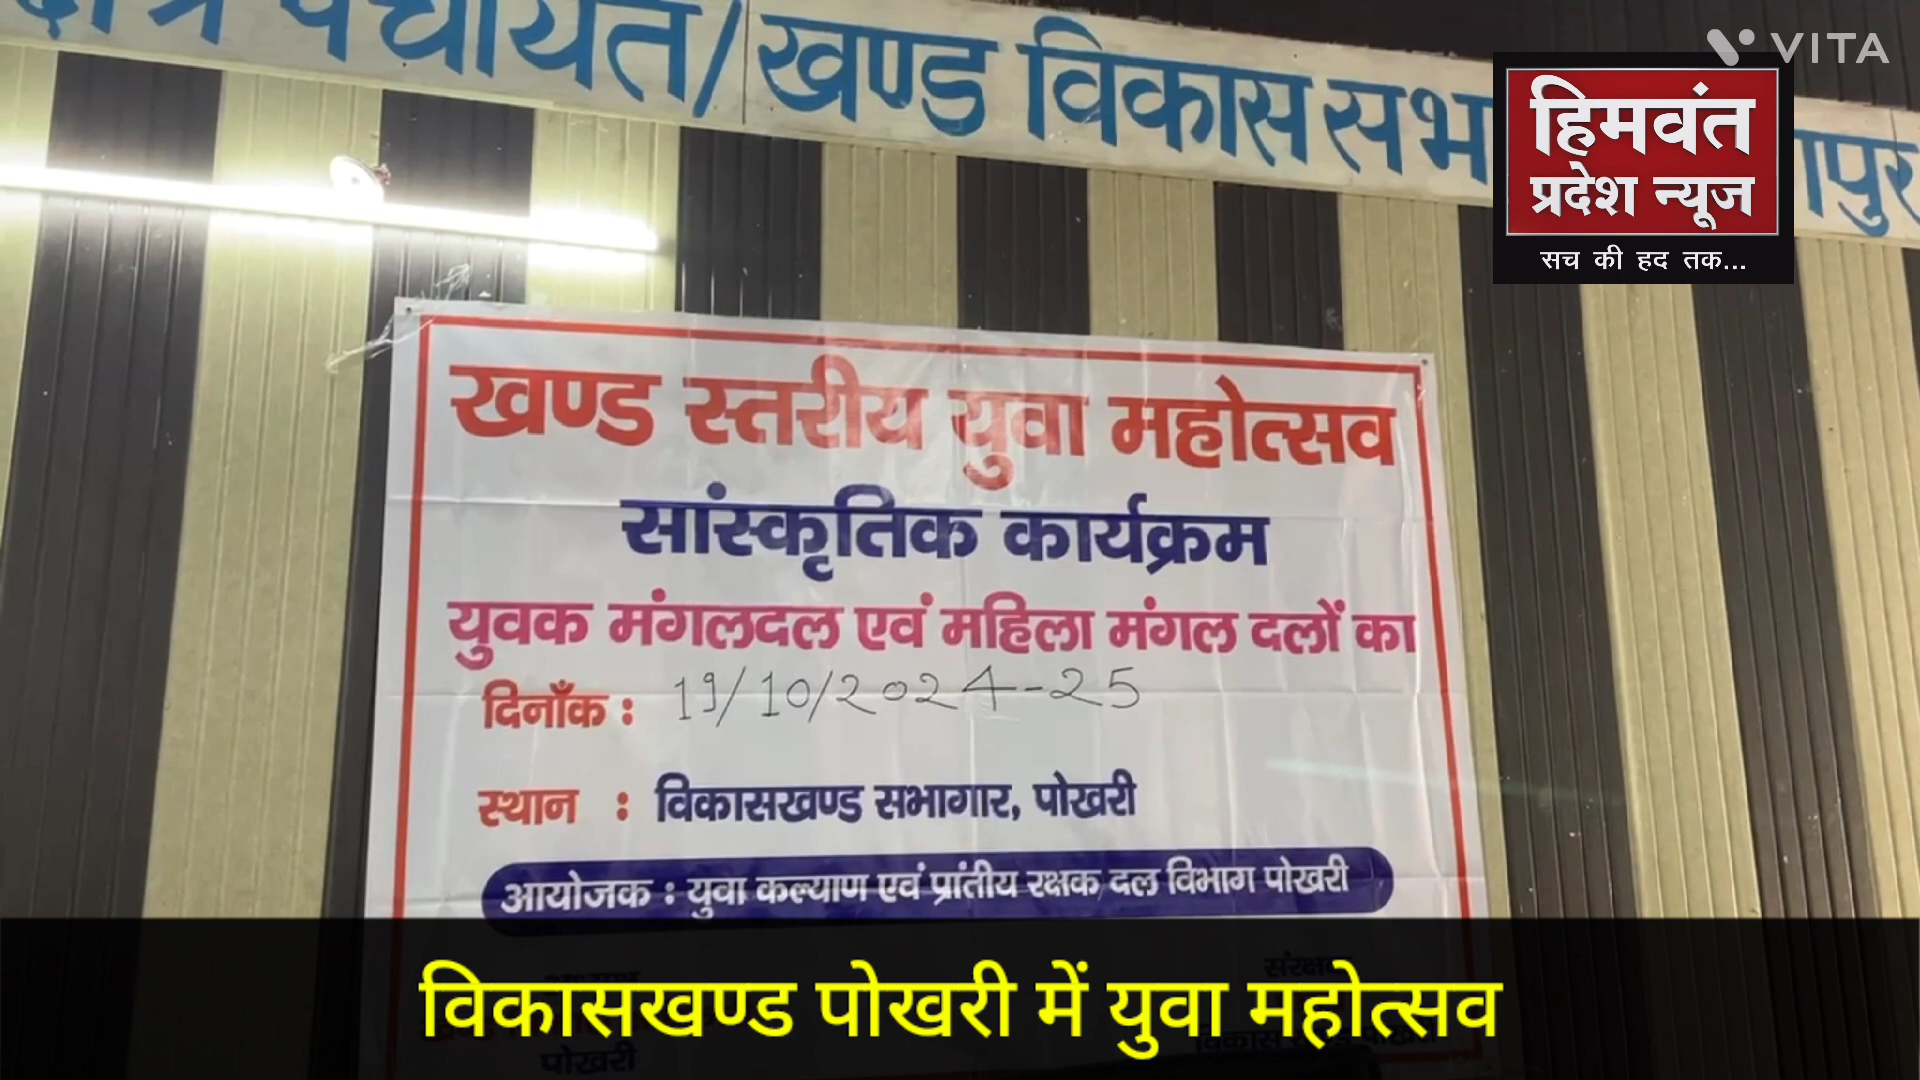 क्षेत्र पंचायत/खण्ड विकास
VITA
हिमवंत
प्रदेश न्यूज
सच की हद तक...
खण्ड स्तरीय युवा महोत्सव
सांस्कृतिक कार्यक्रम
युवक मंगलदल एवं महिला मंगल दलों का
दिनाँक : 19/10/2024-25
स्थान : विकासखण्ड सभागार, पोखरी
आयोजक : युवा कल्याण एवं प्रांतीय रक्षक दल विभाग पोखरी
विकासखण्ड पोखरी में युवा महोत्सव
पोखरी